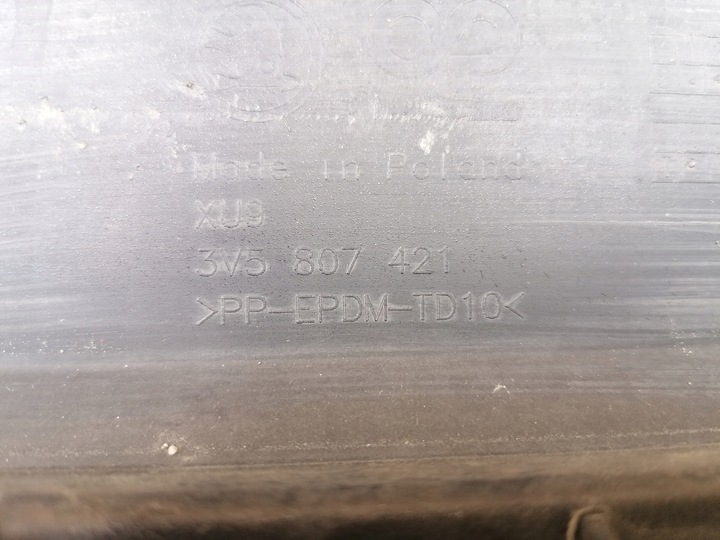 Made in Poland
XU9
3V5 807 421
>PP-EPDM-TD10<